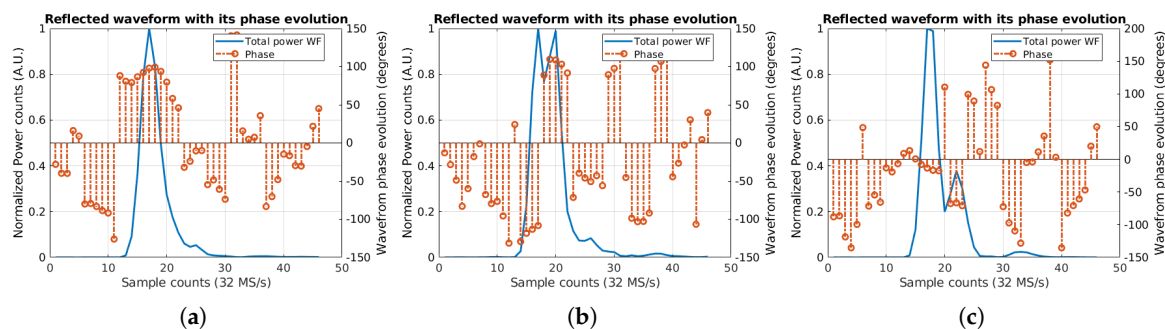 Reflected waveform with its phase evolution
Total power WF
Phase
Normalized Power counts (A.U.)
1
0.8
0.6
0.4
0.2
0
150
100
50
0
-50
-100
-150
Wavefrom phase evolution (degrees)
0 10 20 30 40 50
Sample counts (32 MS/s)
(a)
Reflected waveform with its phase evolution
Total power WF
Phase
Normalized Power counts (A.U.)
1
0.8
0.6
0.4
0.2
0
150
100
50
0
-50
-100
-150
Wavefrom phase evolution (degrees)
0 10 20 30 40 50
Sample counts (32 MS/s)
(b)
Reflected waveform with its phase evolution
Total power WF
Phase
Normalized Power counts (A.U.)
1
0.8
0.6
0.4
0.2
0
200
150
100
50
0
-50
-100
-150
Wavefrom phase evolution (degrees)
0 10 20 30 40 50
Sample counts (32 MS/s)
(c)